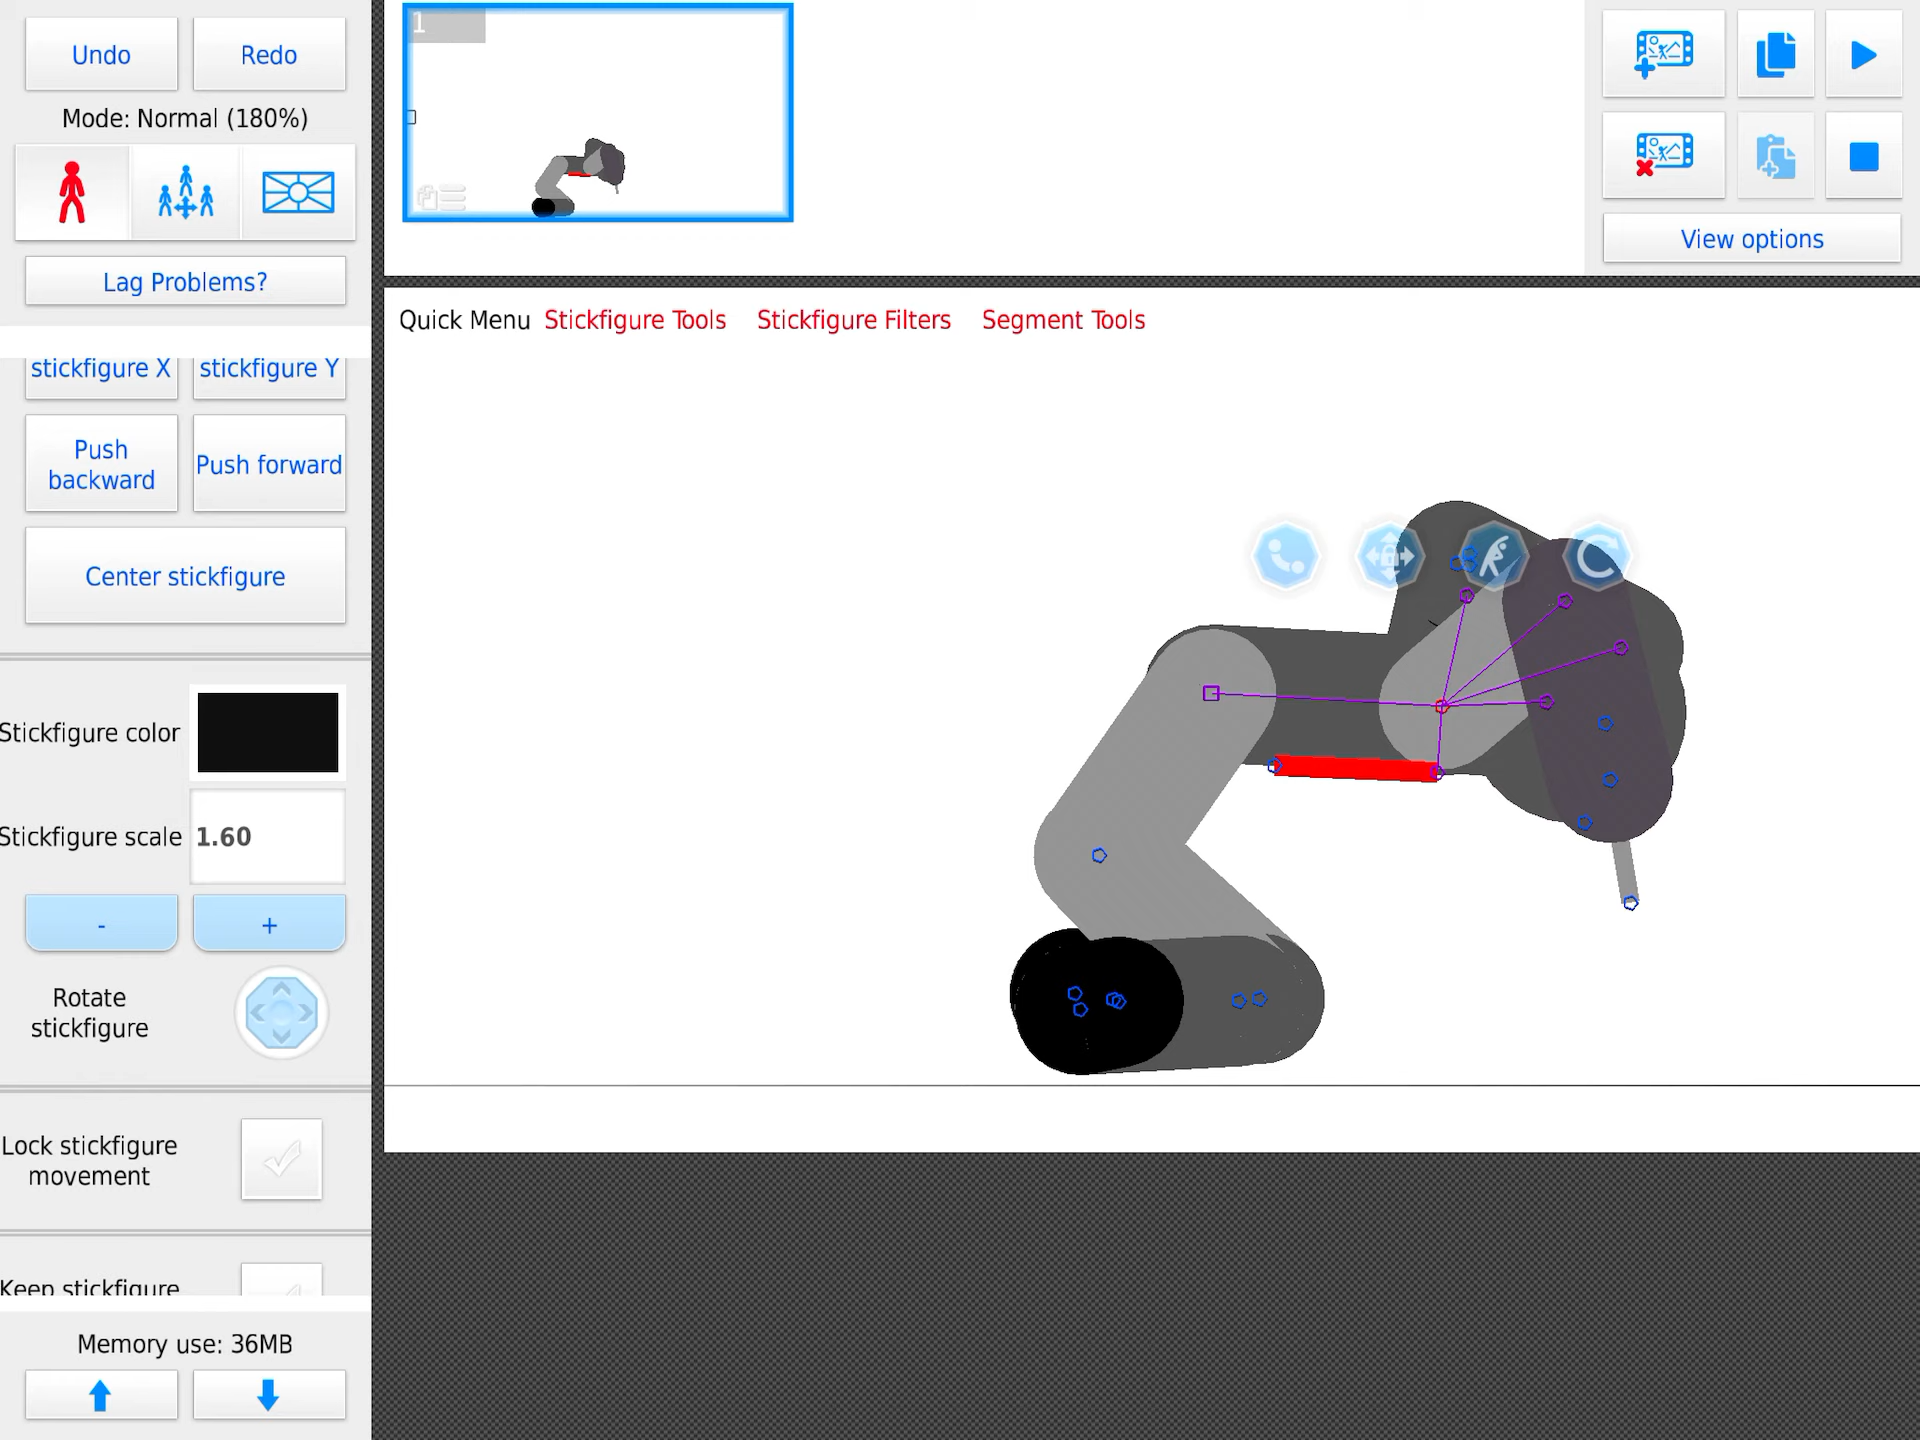 Undo
Redo
Mode: Normal (180%)
Lag Problems?
stickfigure X
stickfigure Y
Push
backward
Push forward
Center stickfigure
Stickfigure color
Stickfigure scale
1.60
-
+
Rotate
stickfigure
Lock stickfigure
movement
Keep stickfigure
Memory use: 36MB
1
View options
Quick Menu Stickfigure Tools Stickfigure Filters Segment Tools